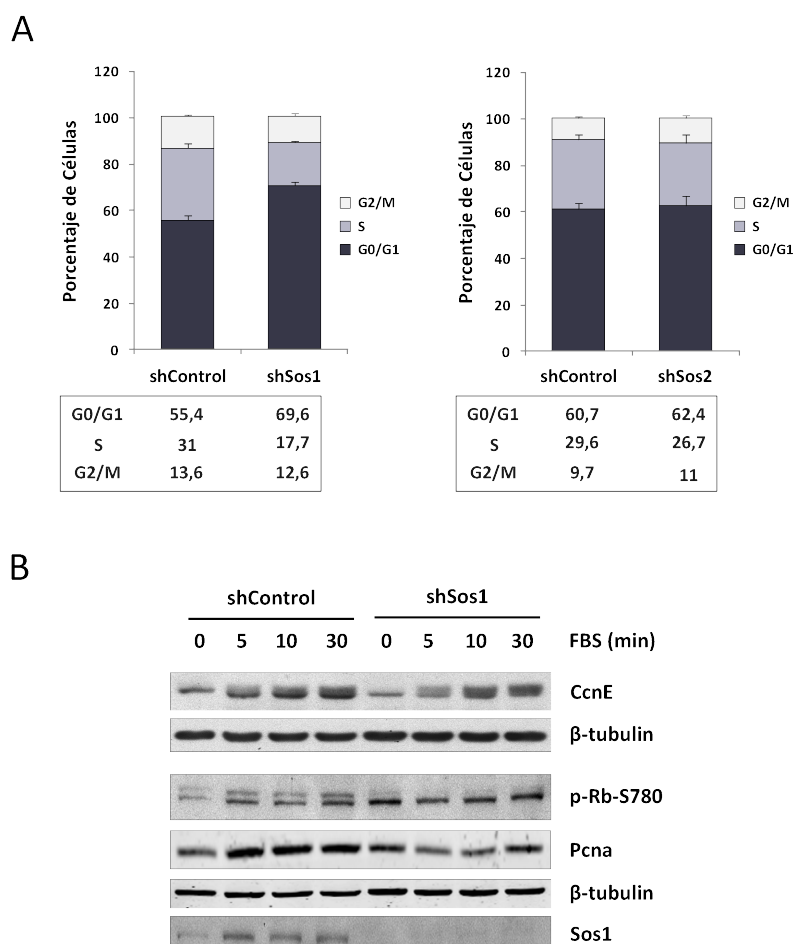 A
120
100
80
60
40
20
0
Porcentaje de Células
G2/M
S
G0/G1
shControl shSos1
G0/G1 55,4 69,6
S 31 17,7
G2/M 13,6 12,6
120
100
80
60
40
20
0
Porcentaje de Células
G2/M
S
G0/G1
shControl shSos2
G0/G1 60,7 62,4
S 29,6 26,7
G2/M 9,7 11
B
shControl shSos1
0 5 10 30 0 5 10 30 FBS (min)
CcnE
β-tubulin
p-Rb-S780
Pcna
β-tubulin
Sos1